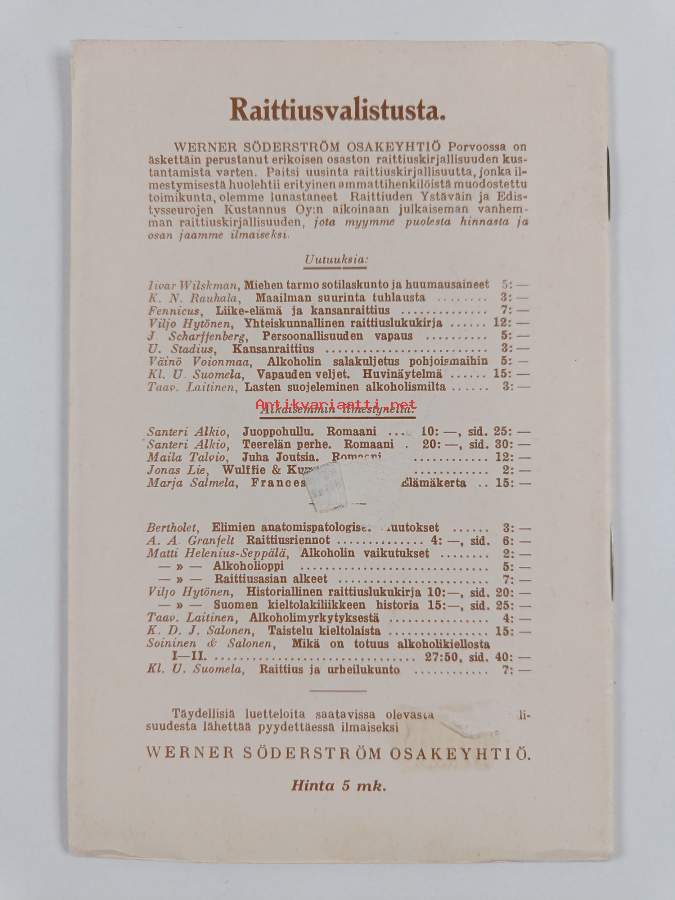 Raittiusvalistusta.
WERNER SÖDERSTRÖM OSAKEYHTIÖ Porvoossa on
äskettäin perustanut erikoisen osaston raittiuskirjallisuuden kus-
tantamista varten. Paitsi uusinta raittiuskirjallisuutta, jonka il-
mestymisestä huolehtii erityinen ammattihenkilöistä muodostettu
toimikunta, olemme lunastaneet Raittiuden Ystäväin ja Edis-
tysseurojen Kustannus Oy:n aikoinaan julkaiseman vanhem-
man raittiuskirjallisuuden, jota myymme puolesta hinnasta ja
osan jaamme ilmaiseksi.
Uutuuksia:
Iivar Wilskman, Miehen tarmo sotilaskunto ja huumausaineet 5: —
K. N. Rauhala, Maailman suurinta tuhlausta ........ 3: —
Fennicus, Liike-elämä ja kansanraittius ............. 7: —
Viljo Hytönen, Yhteiskunnallinen raittiuslukukirja ...... 12: —
J. Scharffenberg, Persoonallisuuden vapaus .......... 5: —
U. Stadius, Kansanraittius ........................ 3: —
Väinö Voionmaa, Alkoholin salakuljetus pohjoismaihin 5: —
Kl. U. Suomela, Vapauden veljet. Huvinäytelmä ...... 15: —
Taav. Laitinen, Lasten suojeleminen alkoholismilta ...... 3: —
Antikvariaatti.net
Aikaisemmin ilmestyneitä:
Santeri Alkio, Juoppohullu. Romaani .... 10: —, sid. 25: —
Santeri Alkio, Teerelän perhe. Romaani . 20: —, sid. 30: —
Maila Talvio, Juha Joutsia. Romaani ........... 12: —
Jonas Lie, Wulffie & ........... 2: —
Marja Salmela, Elämäkerta .. 15: —
Bertholet, Elimien anatomispatologiset muutokset ...... 3: —
A. A. Granfelt Raittiusriennot .............. 4: —, sid. 6: —
Matti Helenius-Seppälä, Alkoholin vaikutukset ........ 2: —
— » — Alkoholioppi ............................. 5: —
— » — Raittiusasian alkeet ...................... 7: —
Viljo Hytönen, Historiallinen raittiuslukukirja 10:—, sid. 20: —
— » — Suomen kieltolakiliikkeen historia 15:—, sid. 25: —
Taav. Laitinen, Alkoholimyrkytyksestä ................ 4: —
K. D. J. Salonen, Taistelu kieltolaista ................ 15: —
Soininen & Salonen, Mikä on totuus alkoholikiellosta
I—II. .......................... 27:50, sid. 40: —
Kl. U. Suomela, Raittius ja urheilukunto ............ 7: —
Täydellisiä luetteloita saatavissa olevasta li-
suudesta lähettää pyydettäessä ilmaiseksi
WERNER SÖDERSTRÖM OSAKEYHTIÖ.
Hinta 5 mk.